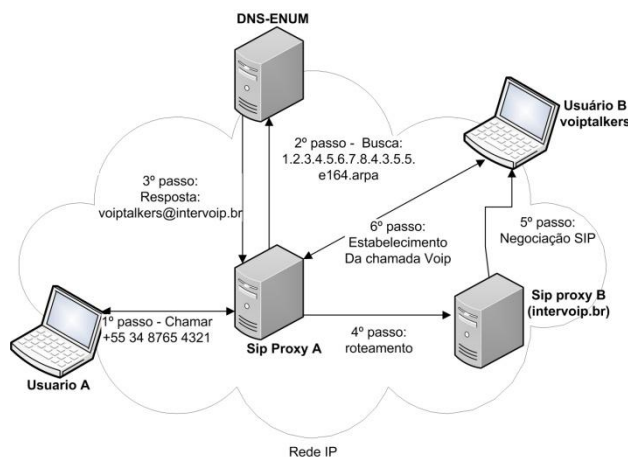 DNS-ENUM
Usuário B
voiptalkers
2º passo - Busca:
1.2.3.4.5.6.7.8.4.3.5.5.
e164.arpa
3º passo:
Resposta:
voiptalkers@intervoip.br
6º passo:
Estabelecimento
Da chamada Voip
5º passo:
Negociação SIP
1º passo - Chamar
+55 34 8765 4321
Usuario A
Sip Proxy A
4º passo:
roteamento
Sip proxy B
(intervoip.br)
Rede IP